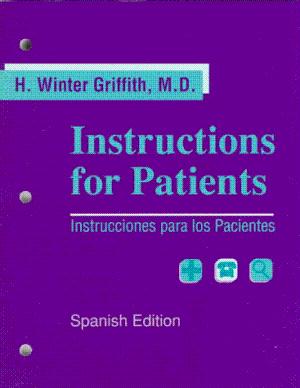 H. Winter Griffith, M.D.
Instructions
for Patients
Instrucciones para los Pacientes
Spanish Edition